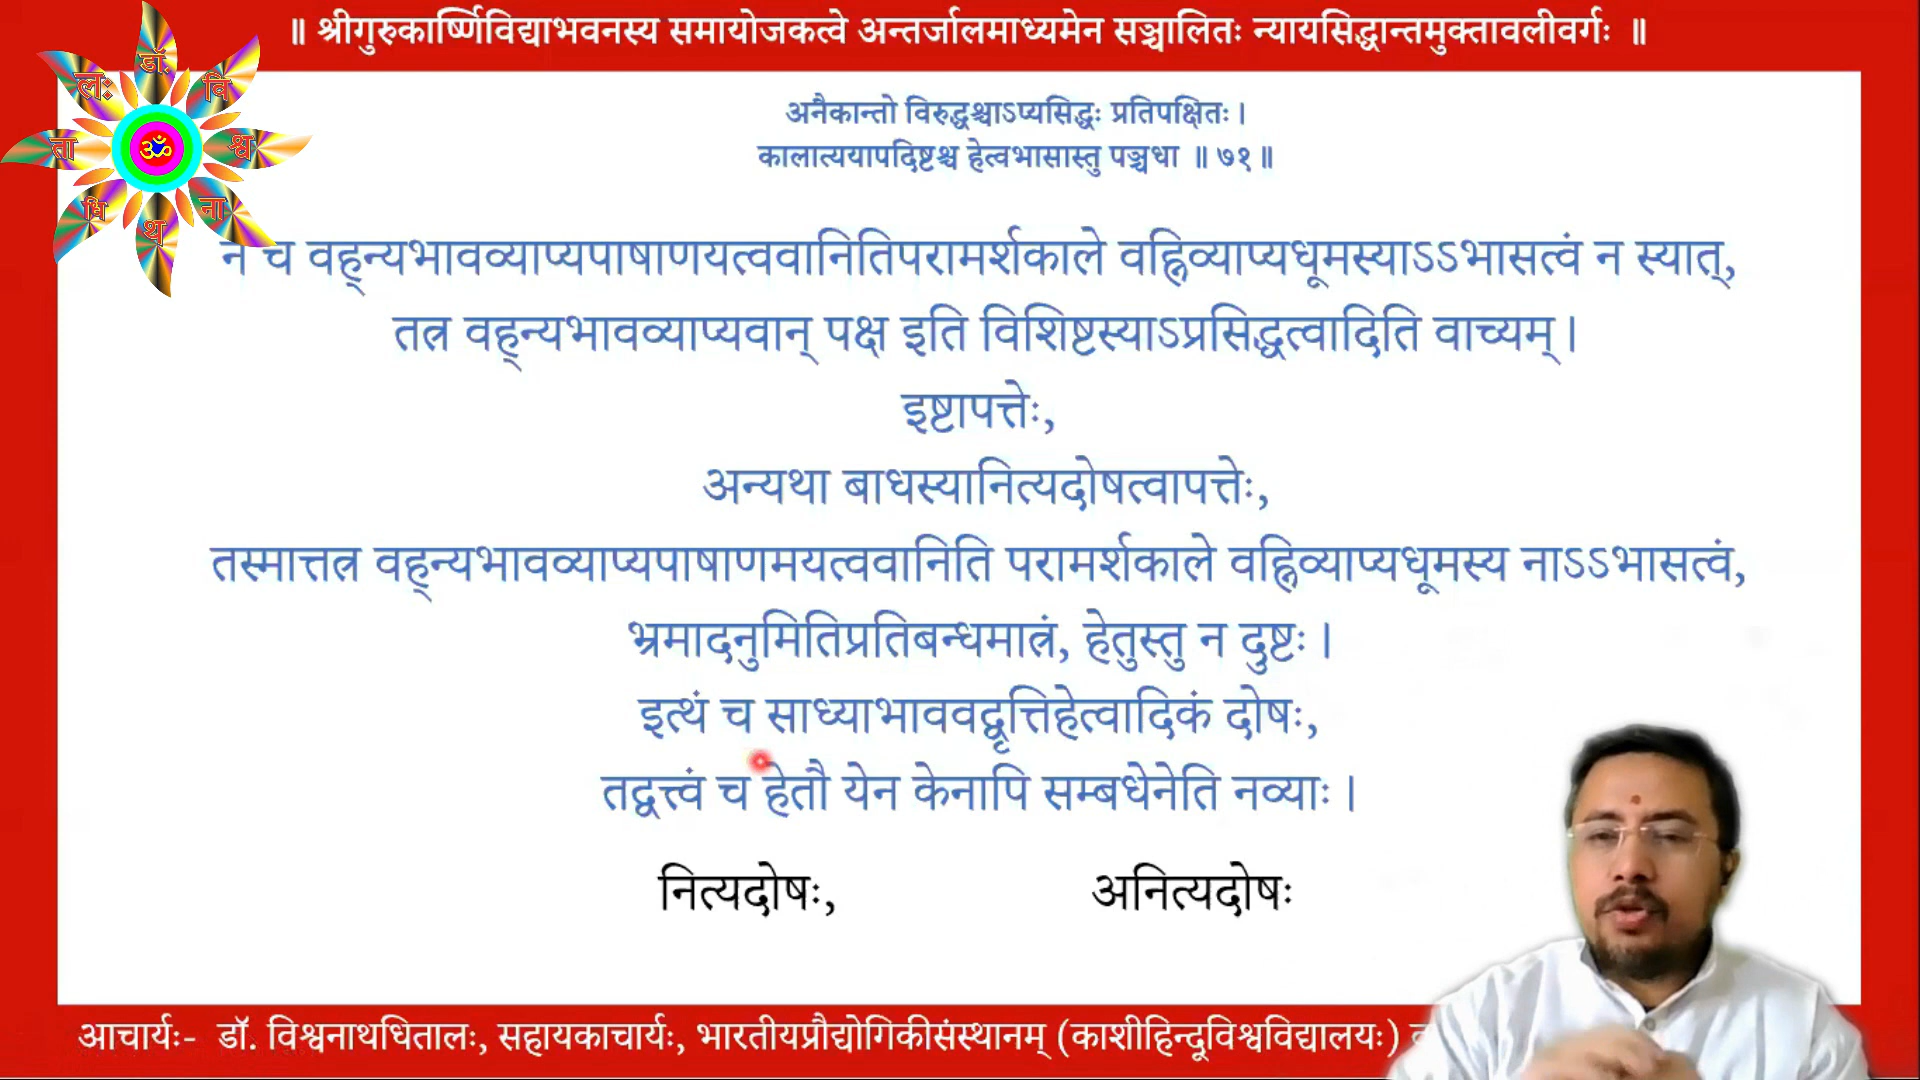 ॥ श्रीगुरुकार्ष्णिविद्याभवनस्य समायोजकत्वे अन्तर्जालमाध्यमेन सञ्चालितः न्यायसिद्धान्तमुक्तावलीवर्गः ॥
डॉ. वि श्व ना थ धि ता लः
ॐ
अनैकान्तो विरुद्धश्चाऽप्यसिद्धः प्रतिपक्षितः।
कालात्ययापदिष्टश्च हेत्वभासास्तु पञ्चधा ॥७१॥
न च वह्न्यभावव्याप्यपाषाणयत्ववानितिपरामर्शकाले वह्निव्याप्यधूमस्याऽऽभासत्वं न स्यात्,
तत्र वह्न्यभावव्याप्यवान् पक्ष इति विशिष्टस्याऽप्रसिद्धत्वादिति वाच्यम्।
इष्टापत्तेः,
अन्यथा बाधस्यानित्यदोषत्वापत्तेः,
तस्मात्तत्र वह्न्यभावव्याप्यपाषाणमयत्ववानिति परामर्शकाले वह्निव्याप्यधूमस्य नाऽऽभासत्वं,
भ्रमादनुमितिप्रतिबन्धमात्रं, हेतुस्तु न दुष्टः।
इत्थं च साध्याभाववद्वृत्तिहेत्वादिकं दोषः,
तद्वत्त्वं च हेतौ येन केनापि सम्बधेनेति नव्याः।
नित्यदोषः, अनित्यदोषः
आचार्यः- डॉ. विश्वनाथधितालः, सहायकाचार्यः, भारतीयप्रौद्योगिकीसंस्थानम् (काशीहिन्दूविश्वविद्यालयः)